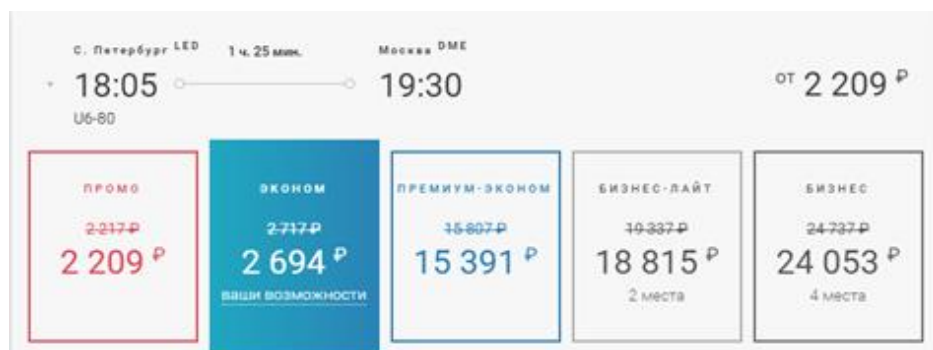 С. Петербург LED 1 ч. 25 мин. Москва DME
18:05 19:30 от 2 209 ₽
U6-80
ПРОМО ЭКОНОМ ПРЕМИУМ-ЭКОНОМ БИЗНЕС-ЛАЙТ БИЗНЕС
2 217 ₽ 2 717 ₽ 15 807 ₽ 19 337 ₽ 24 737 ₽
2 209 ₽ 2 694 ₽ 15 391 ₽ 18 815 ₽ 24 053 ₽
ваши возможности 2 места 4 места